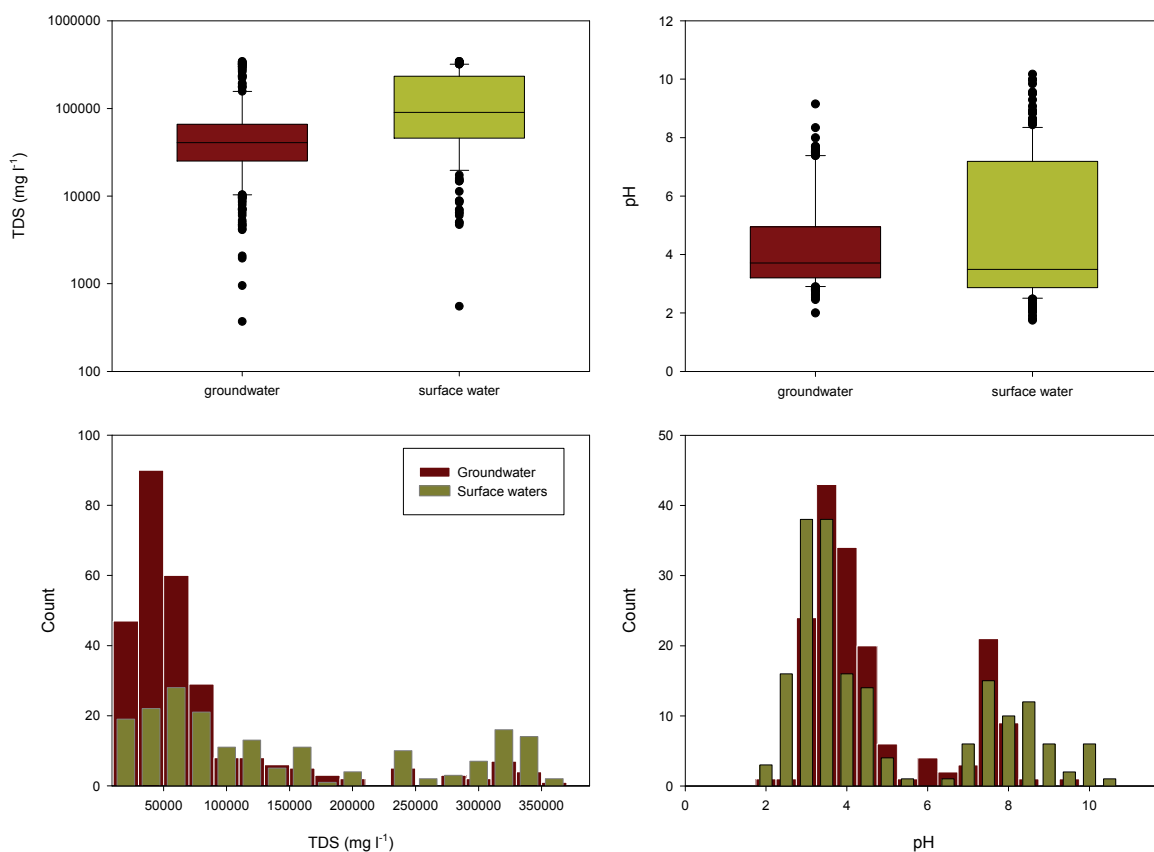 1000000
100000
10000
1000
100
TDS (mg l⁻¹)
groundwater
surface water
12
10
8
6
4
2
0
pH
groundwater
surface water
100
80
60
40
20
0
Count
Groundwater
Surface waters
50000 100000 150000 200000 250000 300000 350000
TDS (mg l⁻¹)
50
40
30
20
10
0
Count
0 2 4 6 8 10
pH